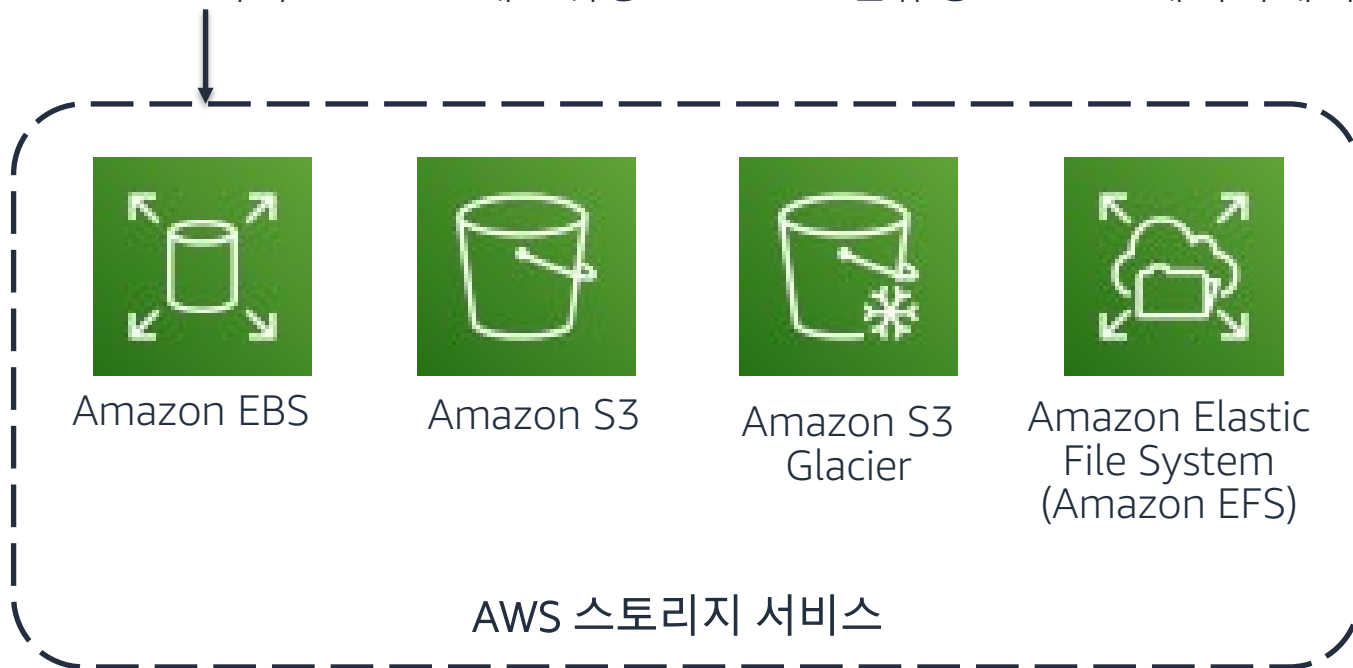 Amazon EBS
Amazon S3
Amazon S3
Glacier
Amazon Elastic
File System
(Amazon EFS)
AWS 스토리지 서비스